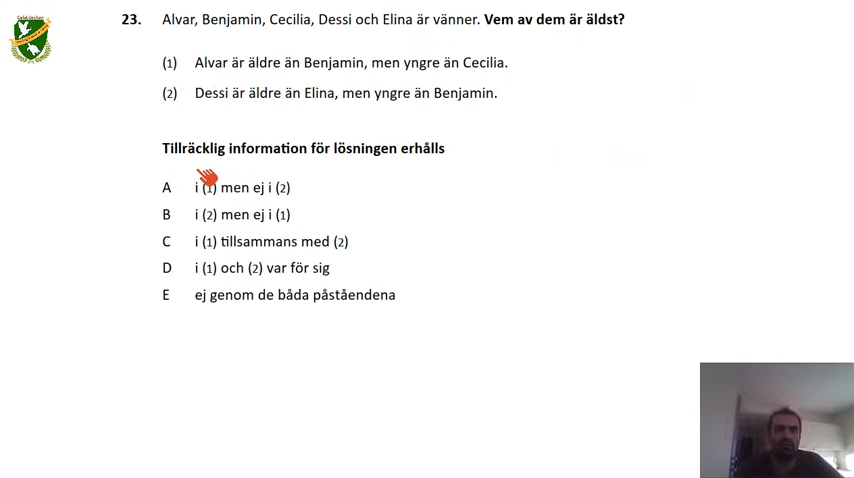 23. Alvar, Benjamin, Cecilia, Dessi och Elina är vänner. Vem av dem är äldst?
(1) Alvar är äldre än Benjamin, men yngre än Cecilia.
(2) Dessi är äldre än Elina, men yngre än Benjamin.
Tillräcklig information för lösningen erhålls
A i (1) men ej i (2)
B i (2) men ej i (1)
C i (1) tillsammans med (2)
D i (1) och (2) var för sig
E ej genom de båda påståendena